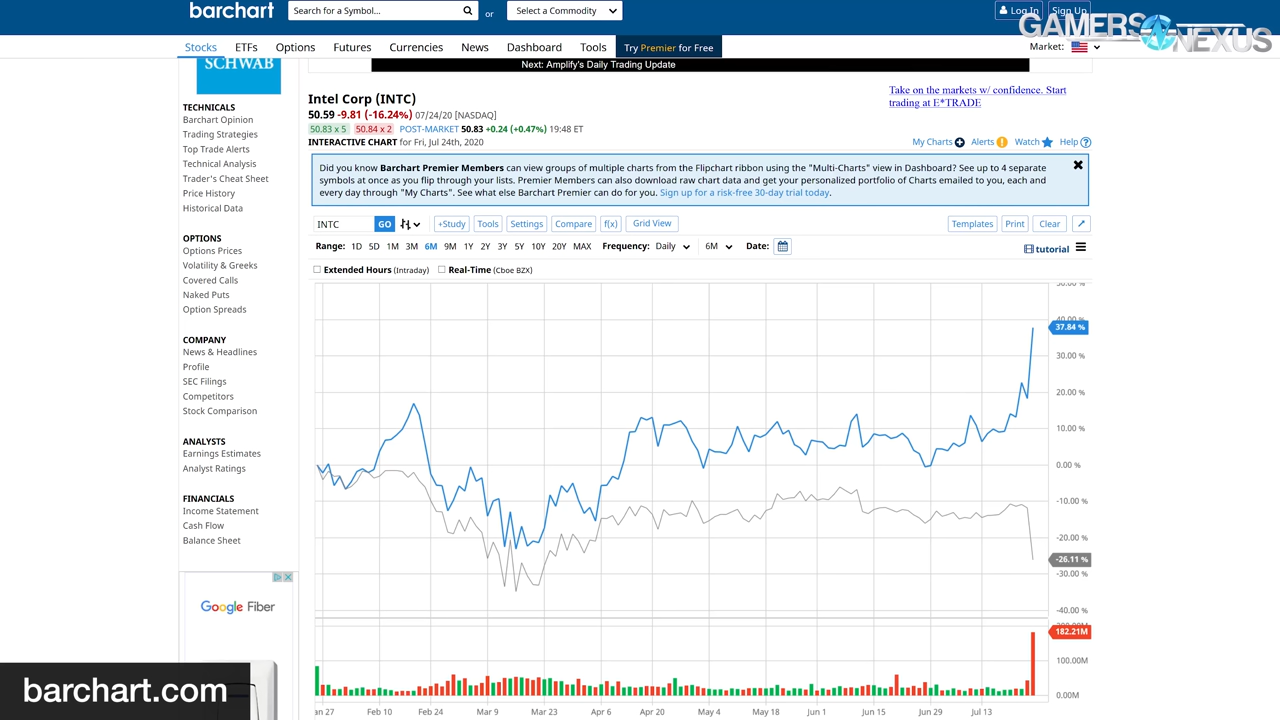 barchart
Search for a Symbol...
or
Select a Commodity
Log In
Sign Up
GAMERS NEXUS
Stocks ETFs Options Futures Currencies News Dashboard Tools Try Premier for Free
Market:
SCHWAB
Next: Amplify's Daily Trading Update
TECHNICALS
Barchart Opinion
Trading Strategies
Top Trade Alerts
Technical Analysis
Trader's Cheat Sheet
Price History
Historical Data
OPTIONS
Options Prices
Volatility & Greeks
Covered Calls
Naked Puts
Option Spreads
COMPANY
News & Headlines
Profile
SEC Filings
Competitors
Stock Comparison
ANALYSTS
Earnings Estimates
Analyst Ratings
FINANCIALS
Income Statement
Cash Flow
Balance Sheet
Google Fiber
barchart.com
Intel Corp (INTC)
50.59 -9.81 (-16.24%) 07/24/20 [NASDAQ]
50.83 x 5 50.84 x 2 POST-MARKET 50.83 +0.24 (+0.47%) 19:48 ET
INTERACTIVE CHART for Fri, Jul 24th, 2020
Take on the markets w/ confidence. Start
trading at E*TRADE
My Charts Alerts Watch Help
Did you know Barchart Premier Members can view groups of multiple charts from the Flipchart ribbon using the "Multi-Charts" view in Dashboard? See up to 4 separate
symbols at once as you flip through your lists. Premier Members can also download raw chart data and get your personalized portfolio of Charts emailed to you, each and
every day through "My Charts". See what else Barchart Premier can do for you. Sign up for a risk-free 30-day trial today.
INTC GO +Study Tools Settings Compare f(x) Grid View Templates Print Clear
Range: 1D 5D 1M 3M 6M 9M 1Y 2Y 3Y 5Y 10Y 20Y MAX Frequency: Daily 6M Date:
tutorial
Extended Hours (Intraday) Real-Time (Cboe BZX)
50.00 %
40.00 %
37.84 %
30.00 %
20.00 %
10.00 %
0.00 %
-10.00 %
-20.00 %
-26.11 %
-30.00 %
-40.00 %
200.00M
182.21M
100.00M
0.00M
an 27 Feb 10 Feb 24 Mar 9 Mar 23 Apr 6 Apr 20 May 4 May 18 Jun 1 Jun 15 Jun 29 Jul 13